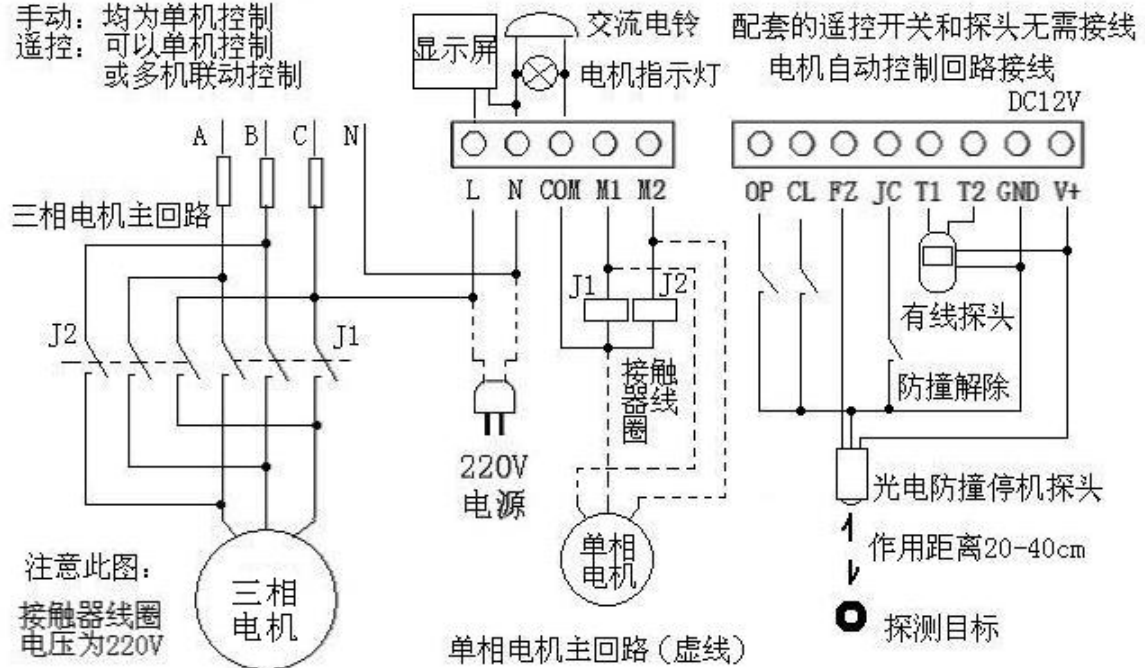 手动：均为单机控制
遥控：可以单机控制
或多机联动控制
显示屏
交流电铃
电机指示灯
配套的遥控开关和探头无需接线
电机自动控制回路接线
DC12V
A B C N
L N COM M1 M2
OP CL FZ JC T1 T2 GND V+
三相电机主回路
J2
J1
J1
J2
接触
器线
圈
有线探头
防撞解除
220V
电源
光电防撞停机探头
作用距离20-40cm
探测目标
注意此图：
接触器线圈
电压为220V
三相
电机
单相
电机
单相电机主回路(虚线)